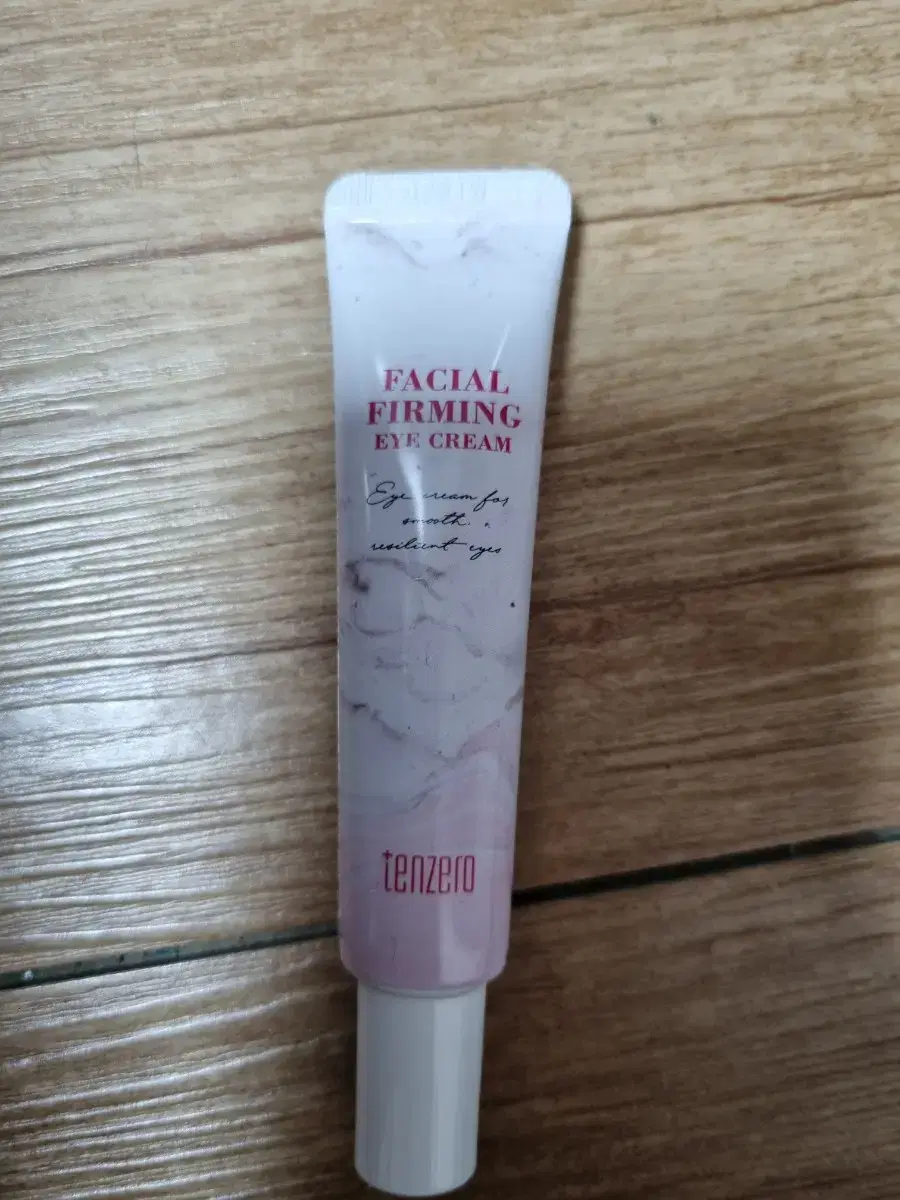 FACIAL
FIRMING
EYE CREAM
Eye cream for
smooth,
resilient eyes
tenzero